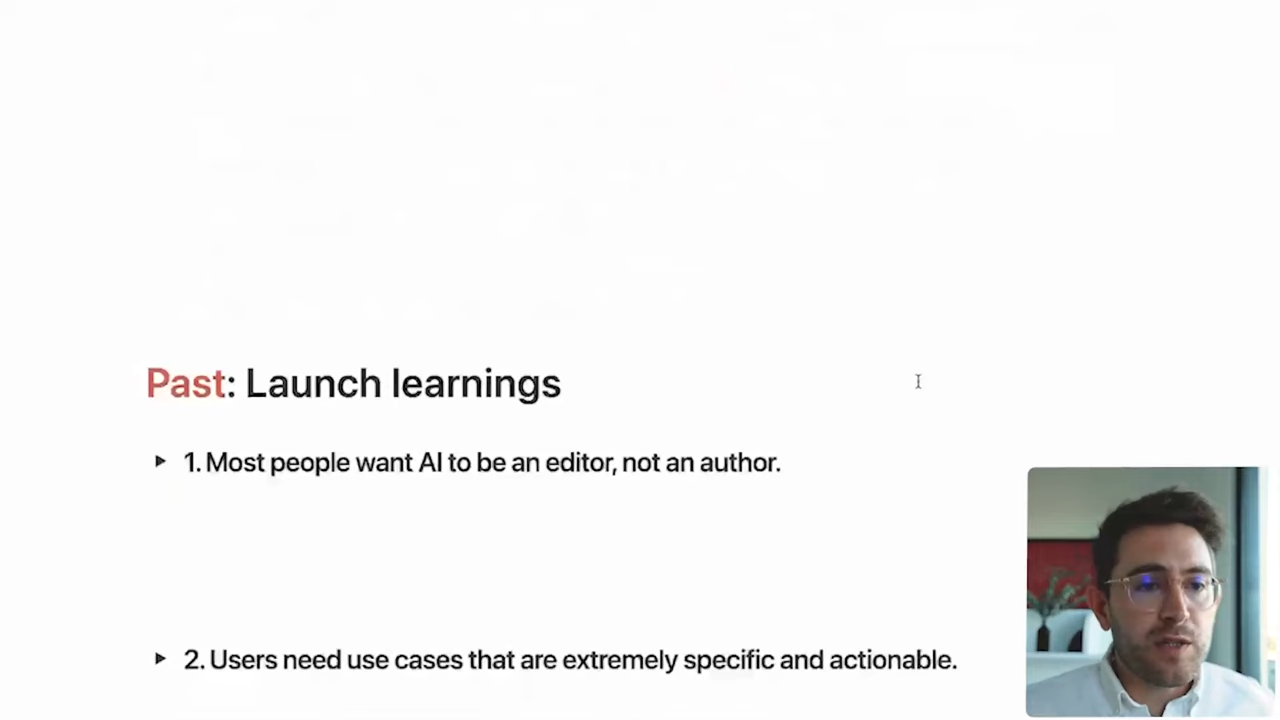 Past: Launch learnings
1. Most people want AI to be an editor, not an author.
2. Users need use cases that are extremely specific and actionable.